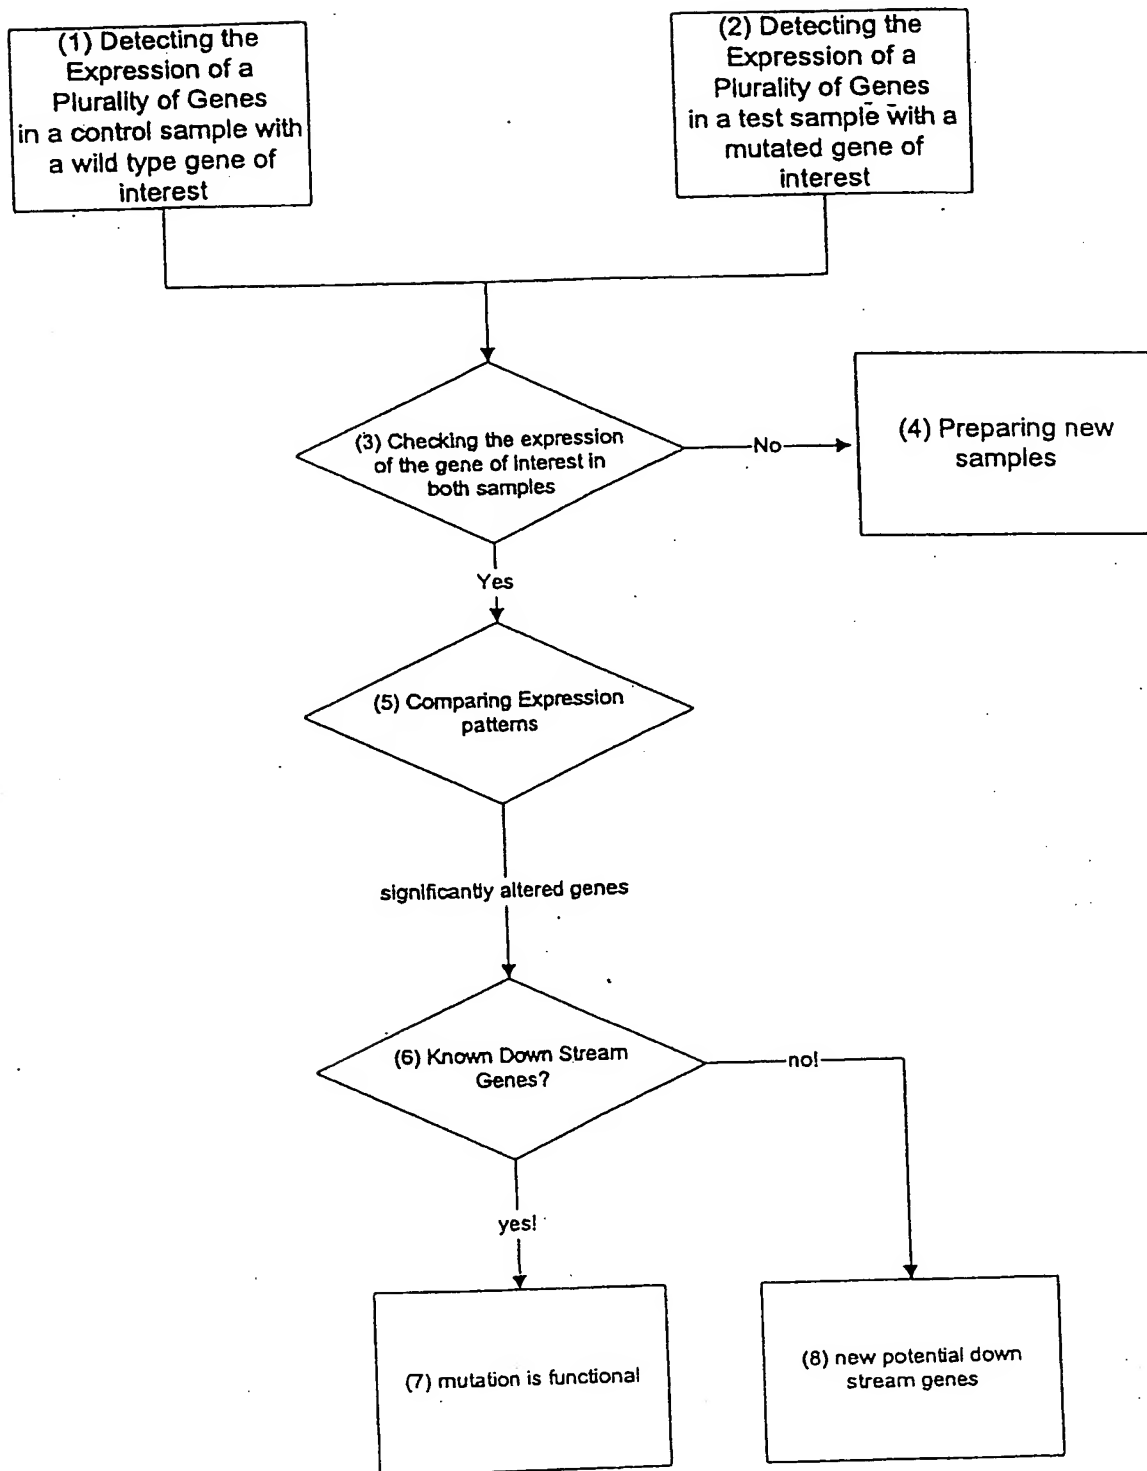 (1) Detecting the
Expression of a
Plurality of Genes
in a control sample with
a wild type gene of
interest
(2) Detecting the
Expression of a
Plurality of Genes
in a test sample with a
mutated gene of
interest
(3) Checking the expression
of the gene of interest in
both samples
No
(4) Preparing new
samples
Yes
(5) Comparing Expression
patterns
significantly altered genes
(6) Known Down Stream
Genes?
no!
yes!
(7) mutation is functional
(8) new potential down
stream genes